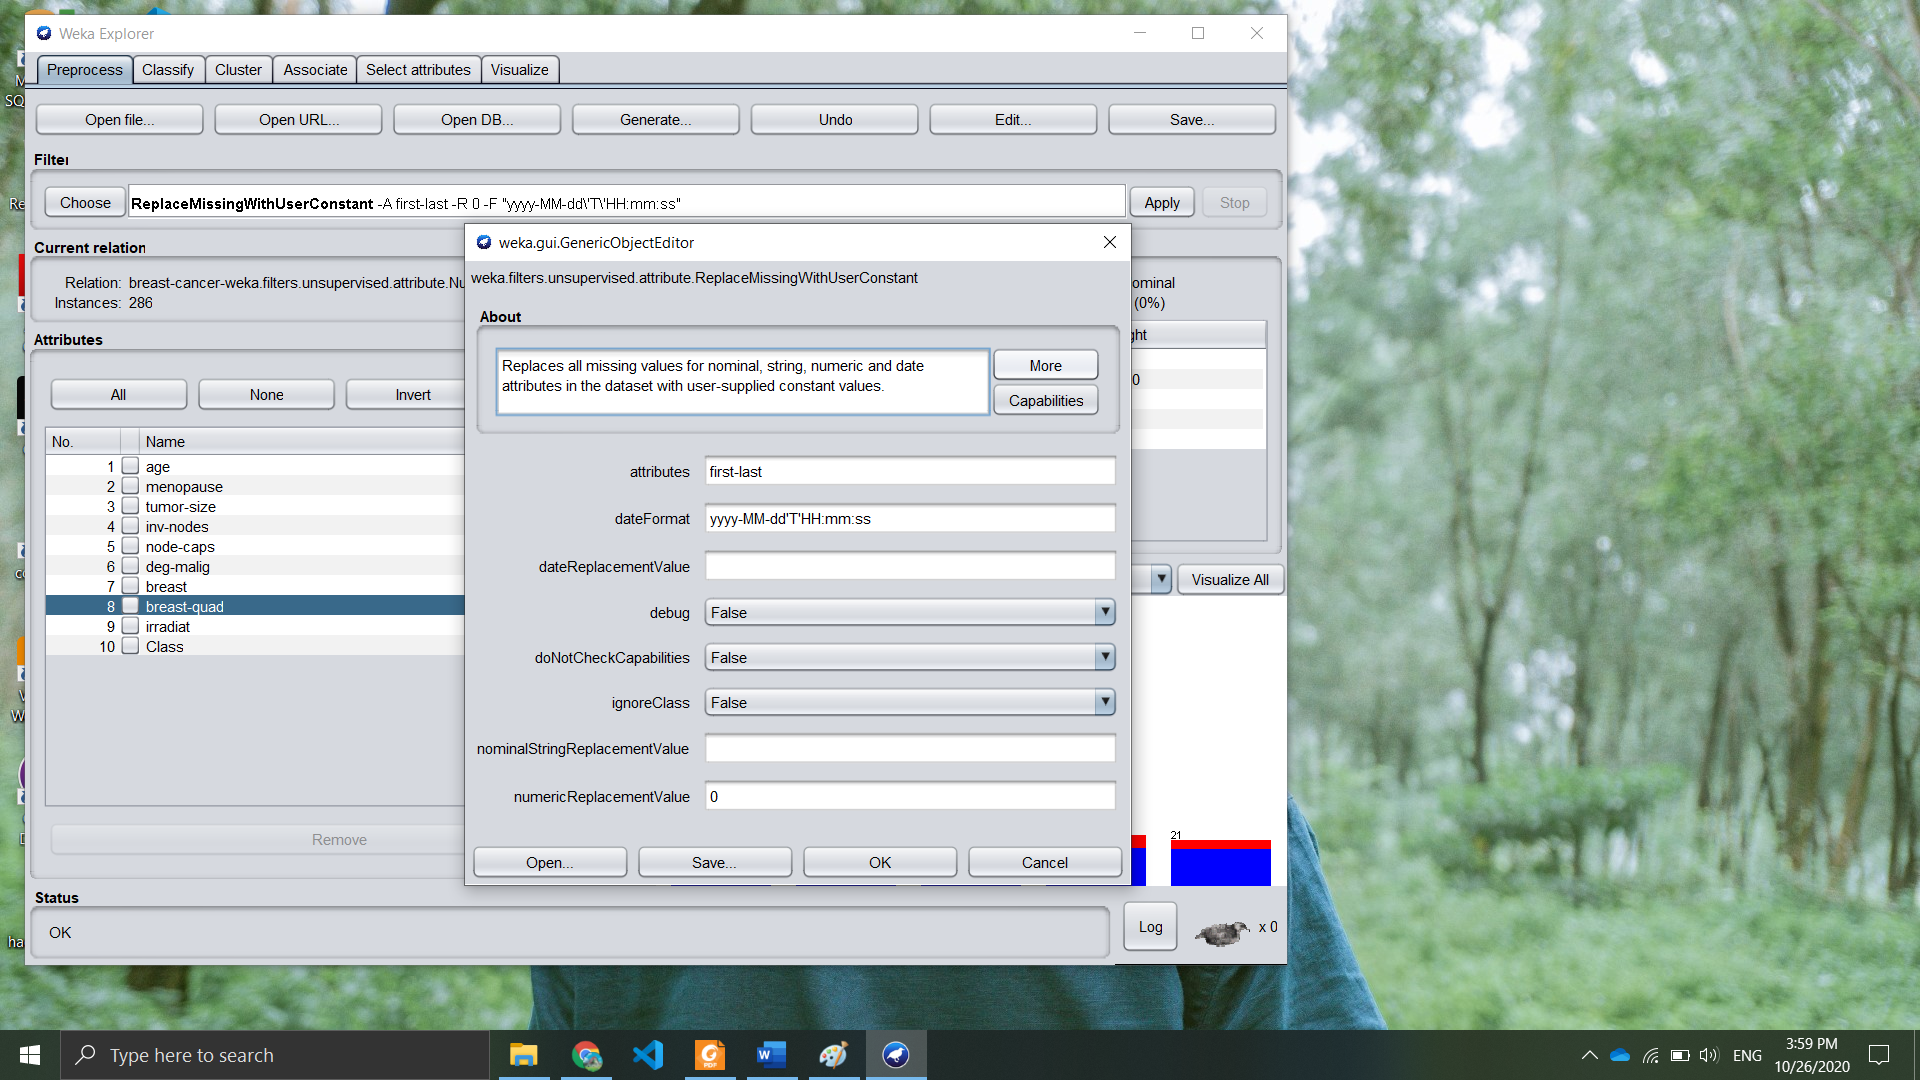 Weka Explorer
Preprocess Classify Cluster Associate Select attributes Visualize
Open file... Open URL... Open DB... Generate... Undo Edit... Save...
Filter
Choose ReplaceMissingWithUserConstant -A first-last -R 0 -F "yyyy-MM-dd\'T\'HH:mm:ss" Apply Stop
Current relation
Relation: breast-cancer-weka.filters.unsupervised.attribute.Nu
Instances: 286
Attributes
All None Invert
No. Name
1 age
2 menopause
3 tumor-size
4 inv-nodes
5 node-caps
6 deg-malig
7 breast
8 breast-quad
9 irradiat
10 Class
Remove
Status
OK
weka.gui.GenericObjectEditor
weka.filters.unsupervised.attribute.ReplaceMissingWithUserConstant
About
Replaces all missing values for nominal, string, numeric and date
attributes in the dataset with user-supplied constant values.
More
Capabilities
attributes first-last
dateFormat yyyy-MM-dd'T'HH:mm:ss
dateReplacementValue
debug False
doNotCheckCapabilities False
ignoreClass False
nominalStringReplacementValue
numericReplacementValue 0
Open... Save... OK Cancel
ominal
(0%)
ght
0
Visualize All
21
Log x 0
Type here to search
ENG
3:59 PM
10/26/2020